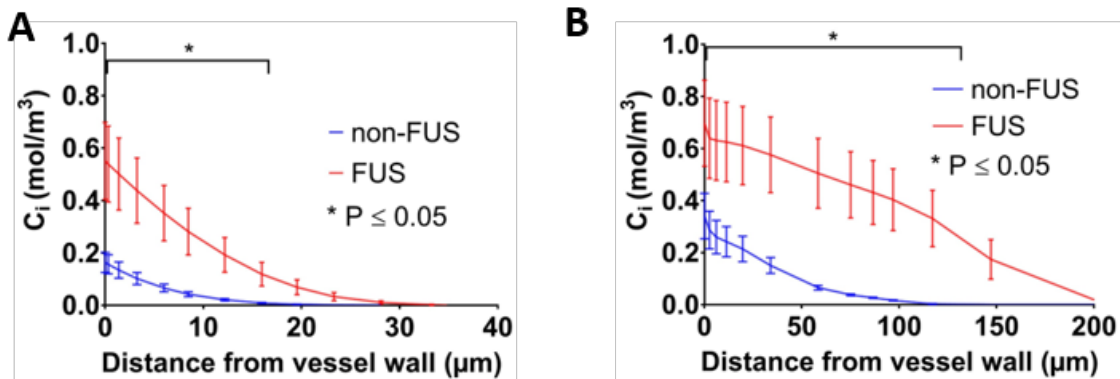 A
1.0
0.8
0.6
0.4
0.2
0.0
Cᵢ (mol/m³)
*
non-FUS
FUS
* P ≤ 0.05
0 10 20 30 40
Distance from vessel wall (μm)
B
1.0
0.8
0.6
0.4
0.2
0.0
Cᵢ (mol/m³)
*
non-FUS
FUS
* P ≤ 0.05
0 50 100 150 200
Distance from vessel wall (μm)